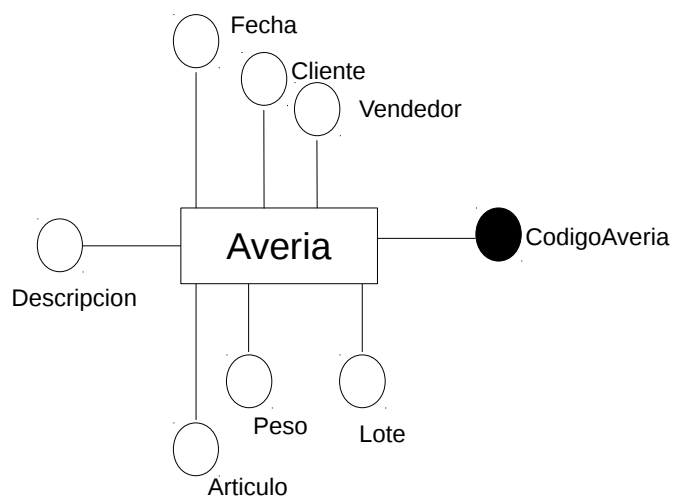 Fecha
Cliente
Vendedor
Averia
CodigoAveria
Descripcion
Peso
Lote
Articulo